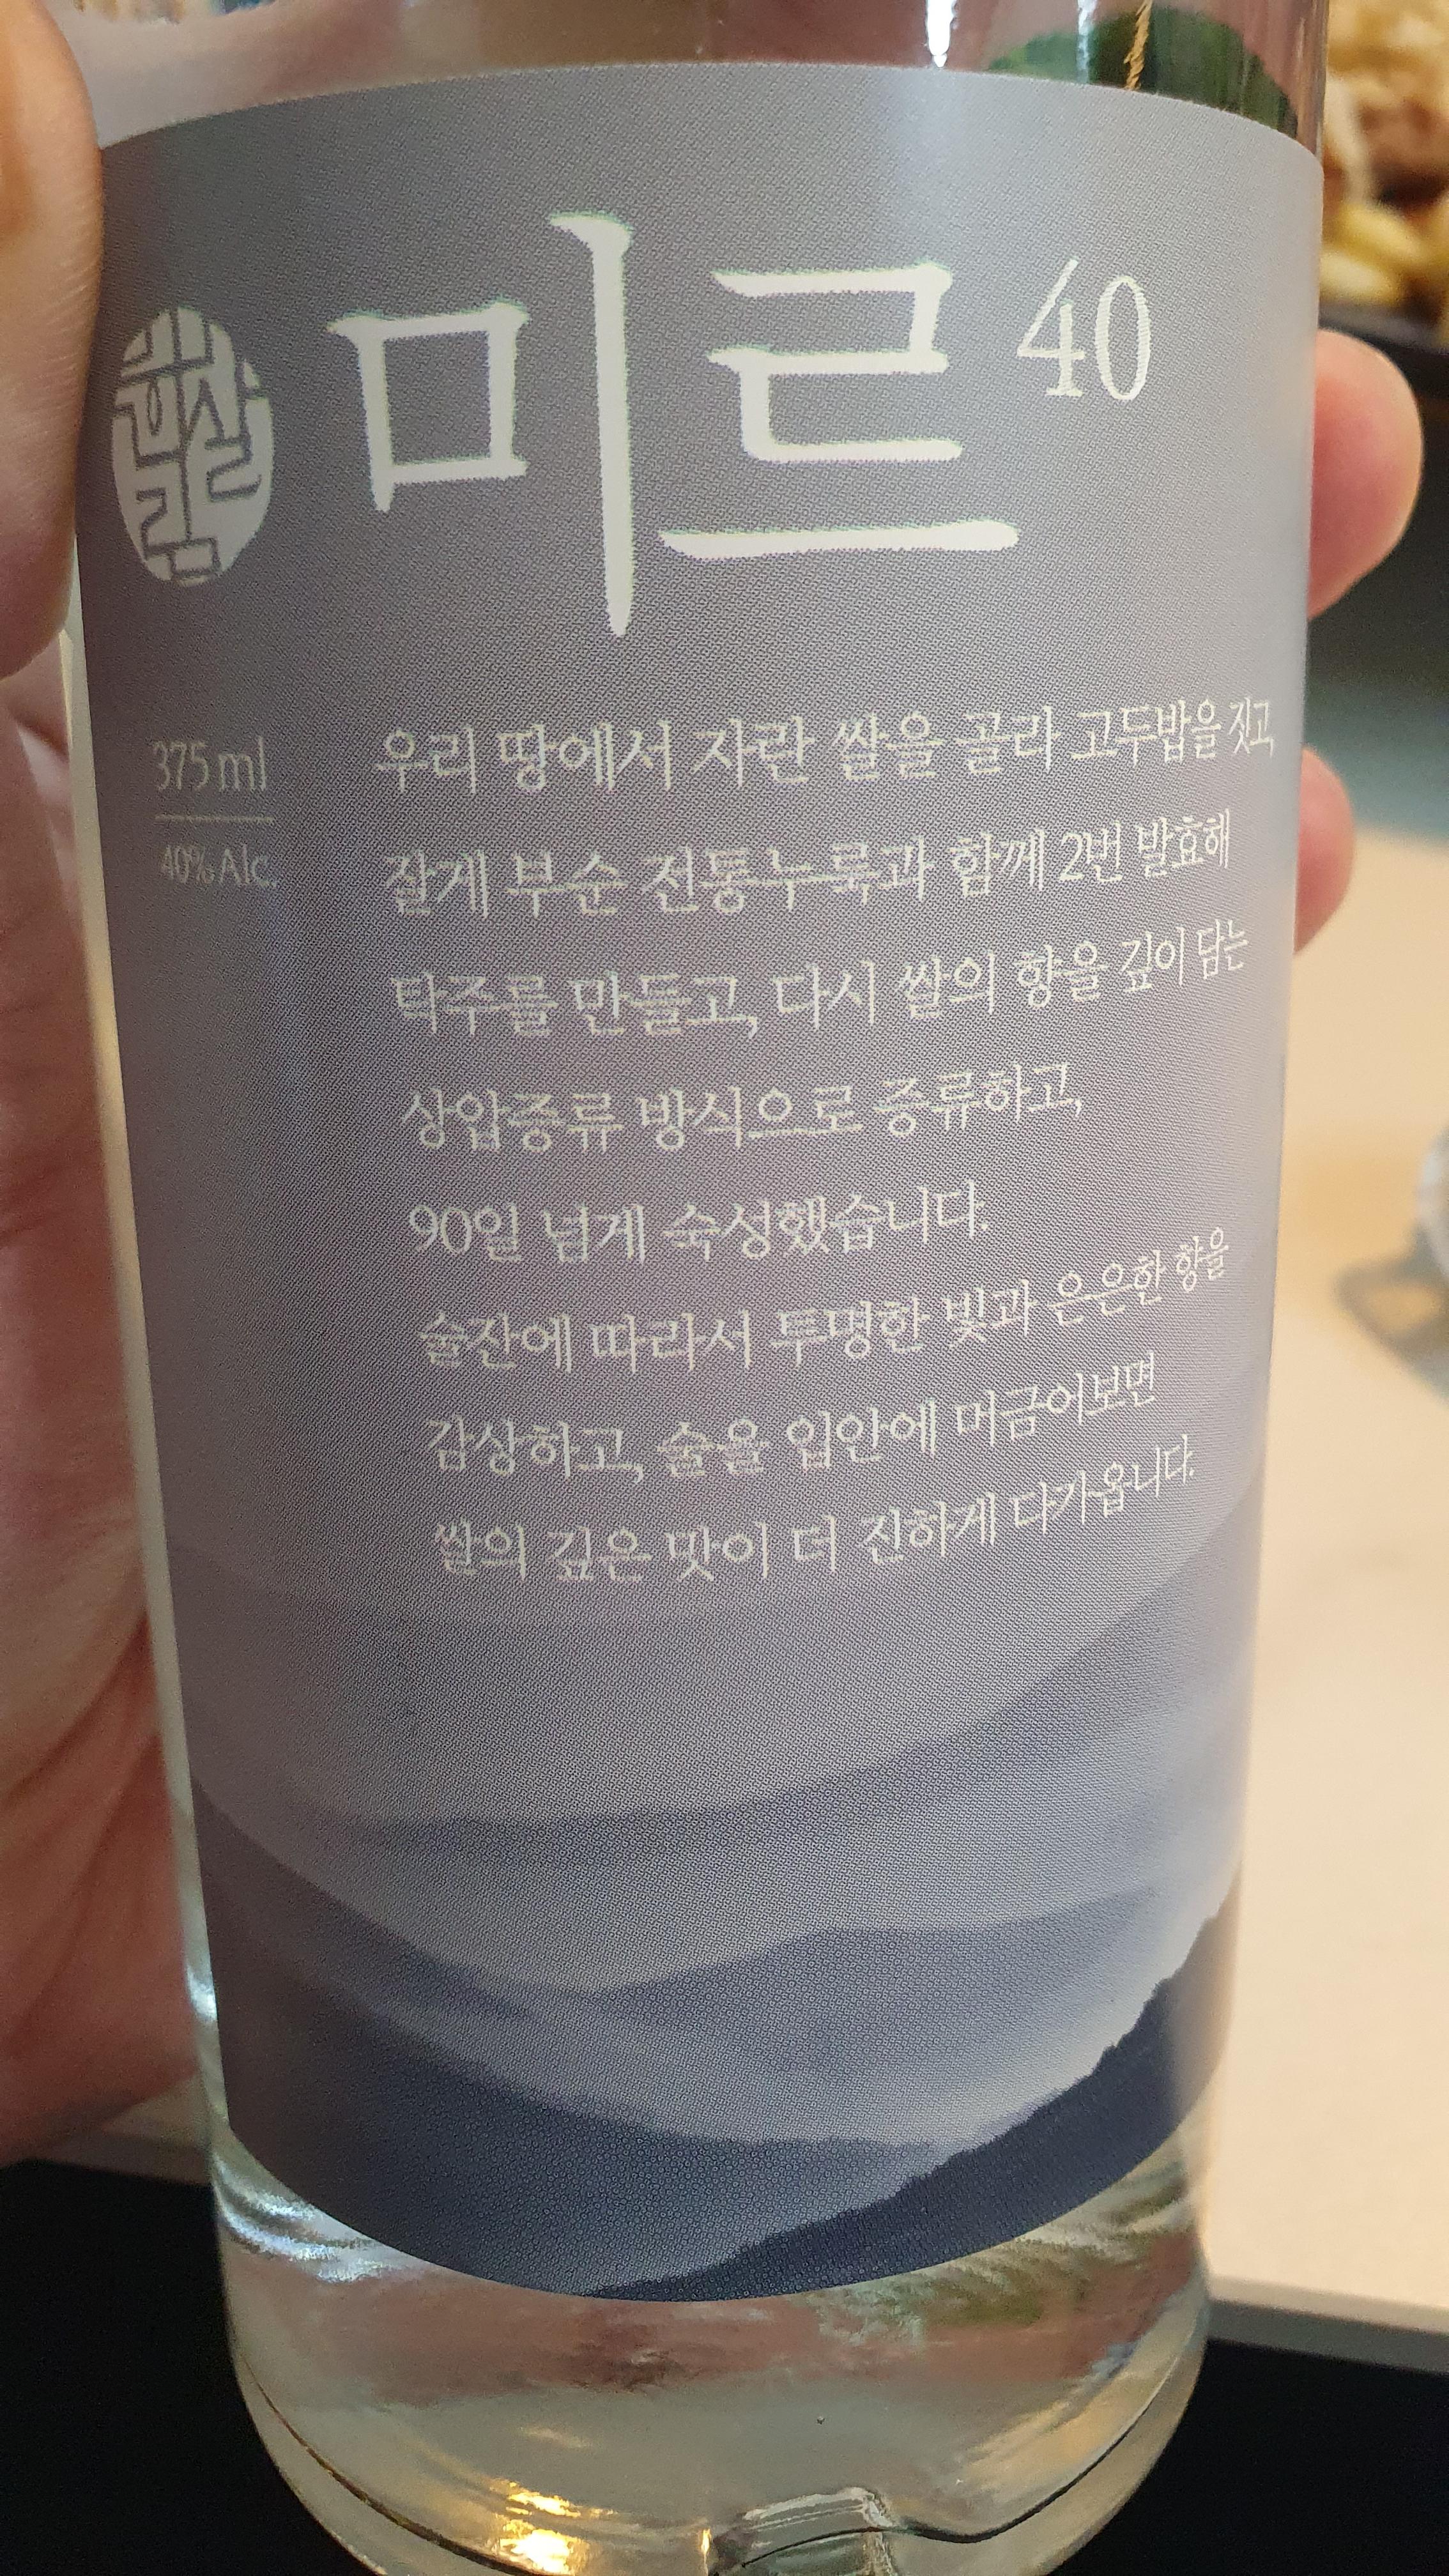 미르 40
375 ml
40% Alc.
우리 땅에서 자란 쌀을 골라 고두밥을 짓고,
잘게 부순 전통누룩과 함께 2번 발효해
탁주를 만들고, 다시 쌀의 향을 깊이 담는
상압증류 방식으로 증류하고,
90일 넘게 숙성했습니다.
술잔에 따라서 투명한 빛과 은은한 향을
감상하고, 술을 입안에 머금어보면
쌀의 깊은 맛이 더 진하게 다가옵니다.